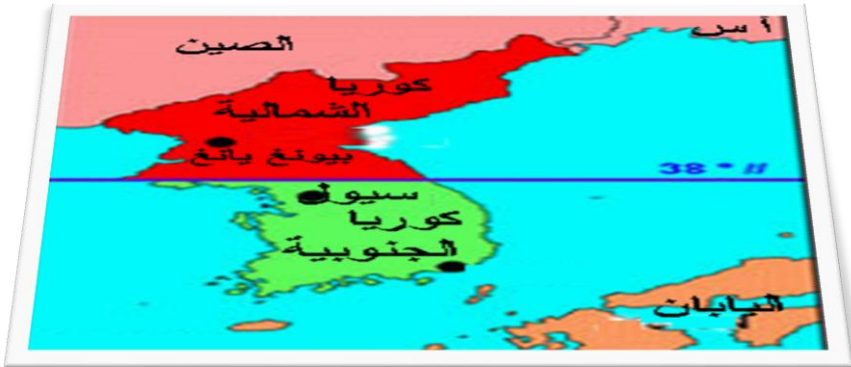 أ س
الصين
كوريا
الشمالية
بيونغ يانغ
38 ° //
سيول
كوريا
الجنوبية
اليابان